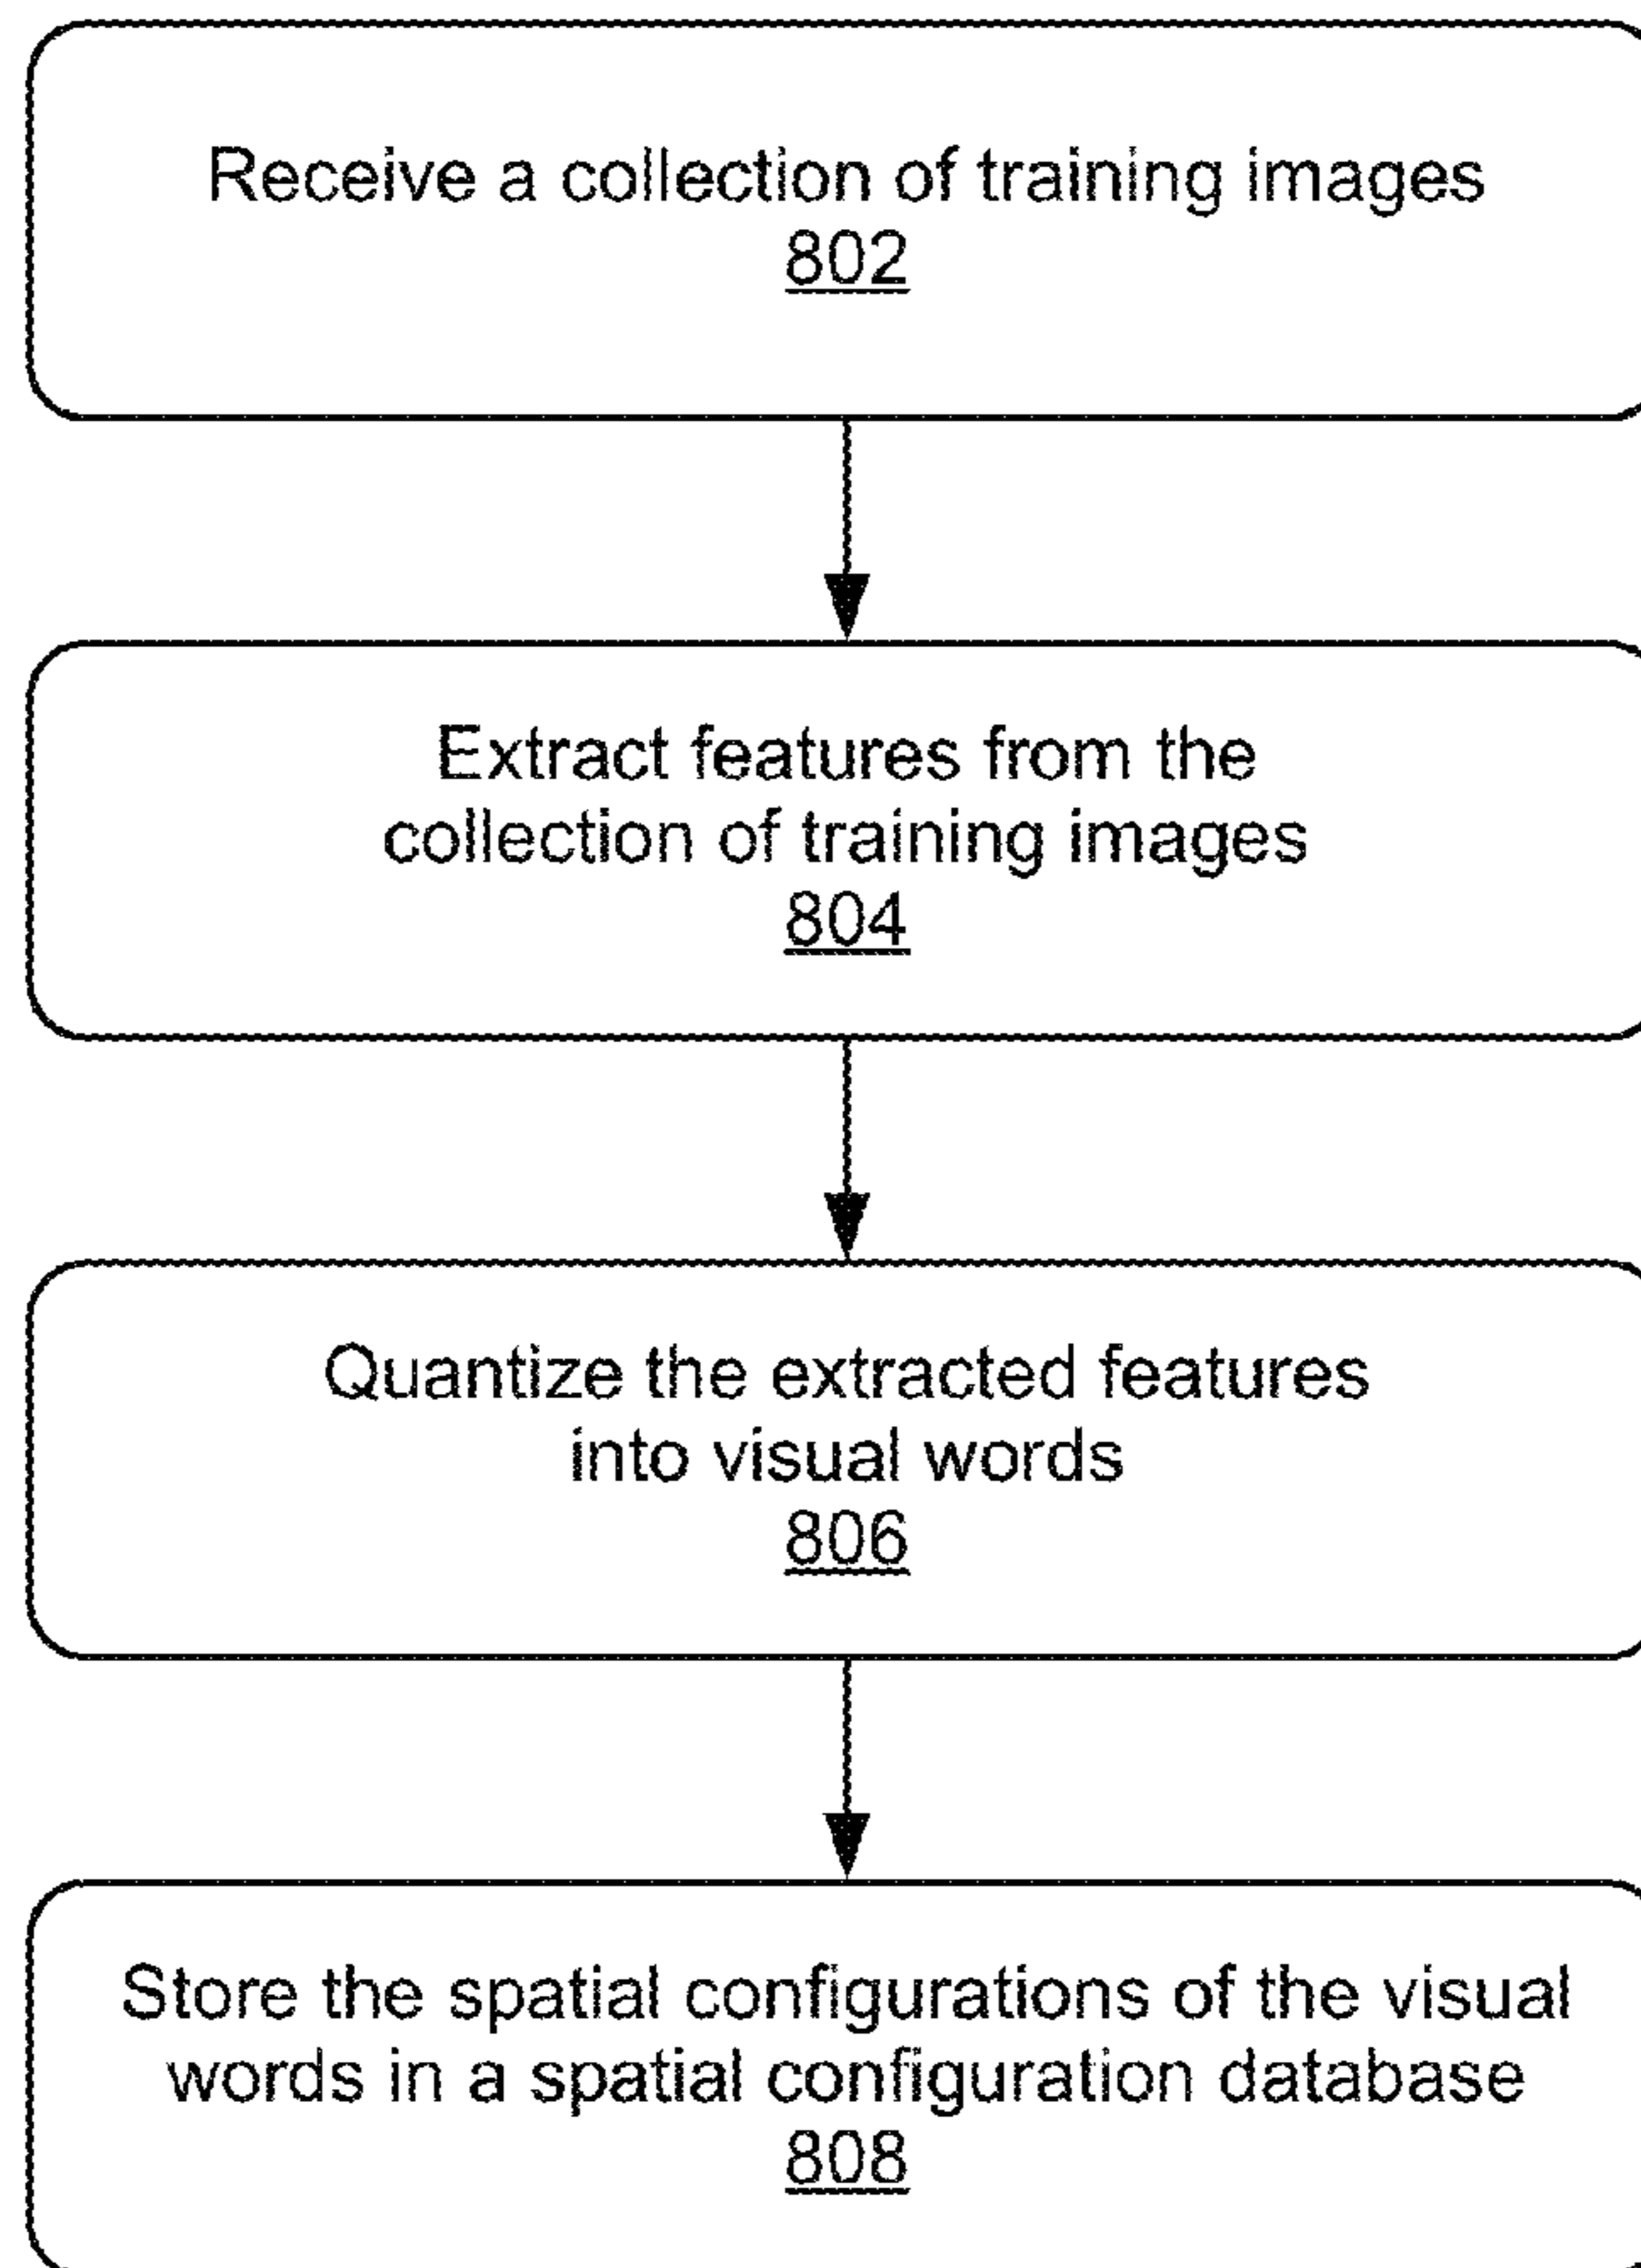 Receive a collection of training images
802
Extract features from the
collection of training images
804
Quantize the extracted features
into visual words
806
Store the spatial configurations of the visual
words in a spatial configuration database
808